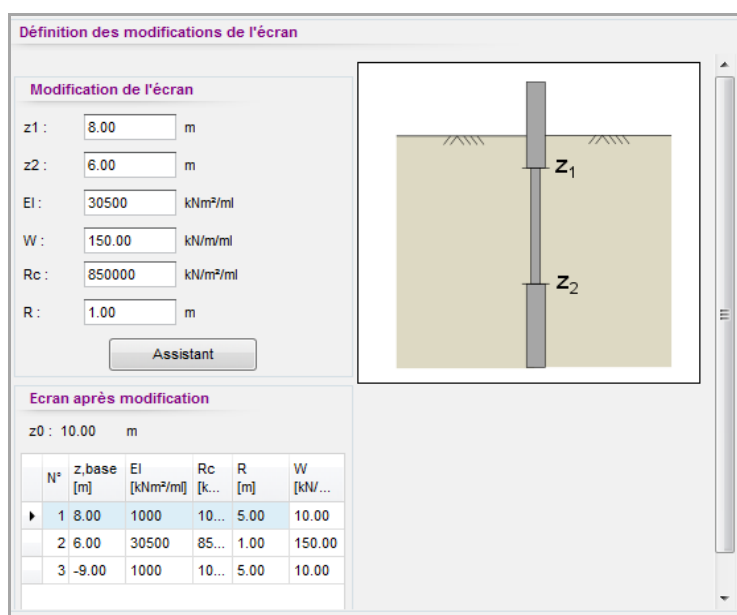 Définition des modifications de l'écran
Modification de l'écran
z1 : 8.00 m
z2 : 6.00 m
EI : 30500 kNm²/ml
W : 150.00 kN/m/ml
Rc : 850000 kN/m²/ml
R : 1.00 m
Assistant
Z1
Z2
Ecran après modification
z0 : 10.00 m
N° z,base [m] EI [kNm²/ml] Rc [k... R [m] W [kN/...
1 8.00 1000 10... 5.00 10.00
2 6.00 30500 85... 1.00 150.00
3 -9.00 1000 10... 5.00 10.00